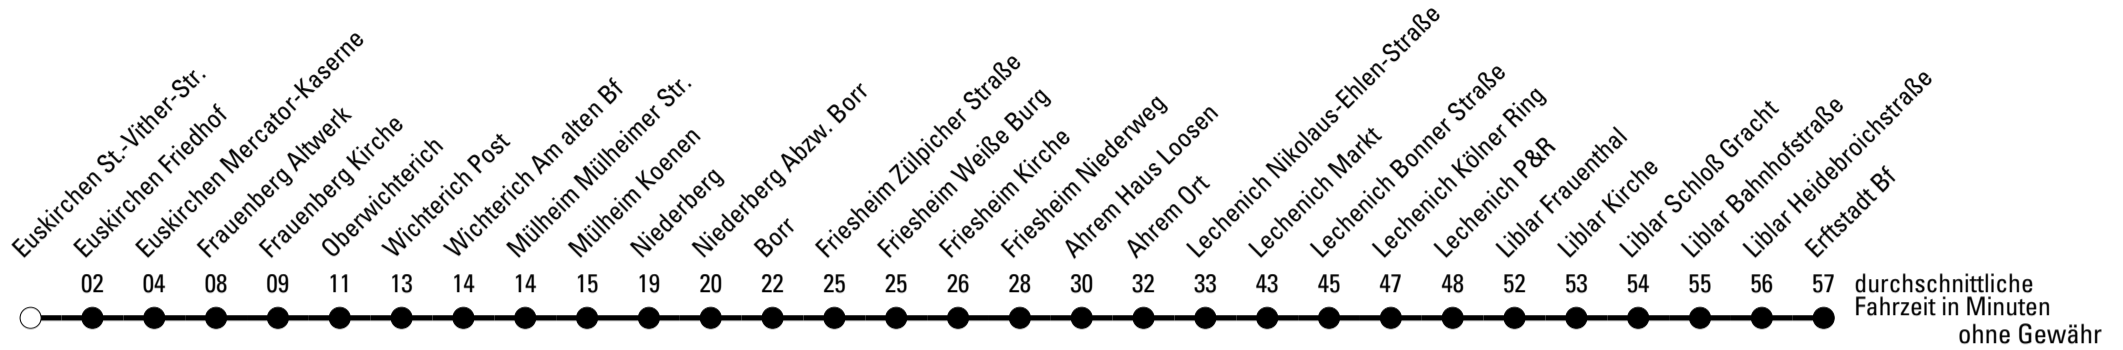 Euskirchen St.-Vither-Str.
Euskirchen Friedhof
Euskirchen Mercator-Kaserne
Frauenberg Altwerk
Frauenberg Kirche
Oberwichterich
Wichterich Post
Wichterich Am alten Bf
Mülheim Mülheimer Str.
Mülheim Koenen
Niederberg
Niederberg Abzw. Borr
Borr
Friesheim Zülpicher Straße
Friesheim Weiße Burg
Friesheim Kirche
Friesheim Niederweg
Ahrem Haus Loosen
Ahrem Ort
Lechenich Nikolaus-Ehlen-Straße
Lechenich Markt
Lechenich Bonner Straße
Lechenich Kölner Ring
Lechenich P&R
Liblar Frauenthal
Liblar Kirche
Liblar Schloß Gracht
Liblar Bahnhofstraße
Liblar Heidebroichstraße
Erftstadt Bf
02 04 08 09 11 13 14 14 15 19 20 22 25 25 26 28 30 32 33 43 45 47 48 52 53 54 55 56 57 durchschnittliche
Fahrzeit in Minuten
ohne Gewähr